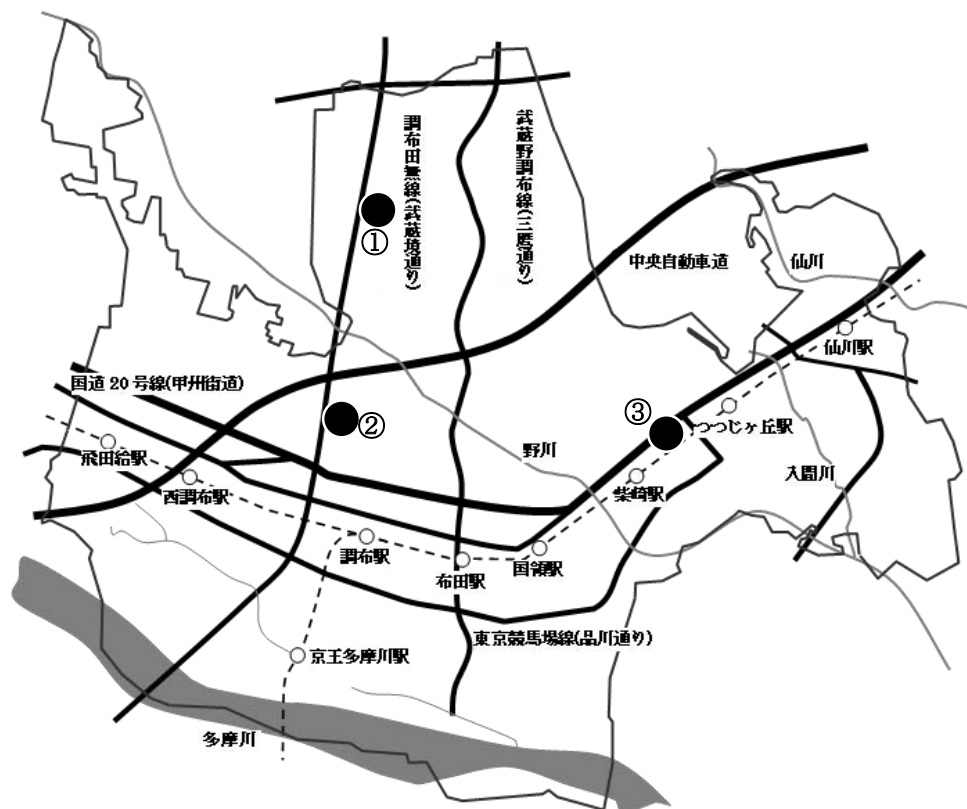 調布田無線(武蔵境通り)
武蔵野調布線(三鷹通り)
①
中央自動車道
仙川
仙川駅
国道20号線(甲州街道)
②
③
つつじヶ丘駅
野川
飛田給駅
西調布駅
柴崎駅
入間川
調布駅
布田駅
国領駅
東京競馬場線(品川通り)
京王多摩川駅
多摩川